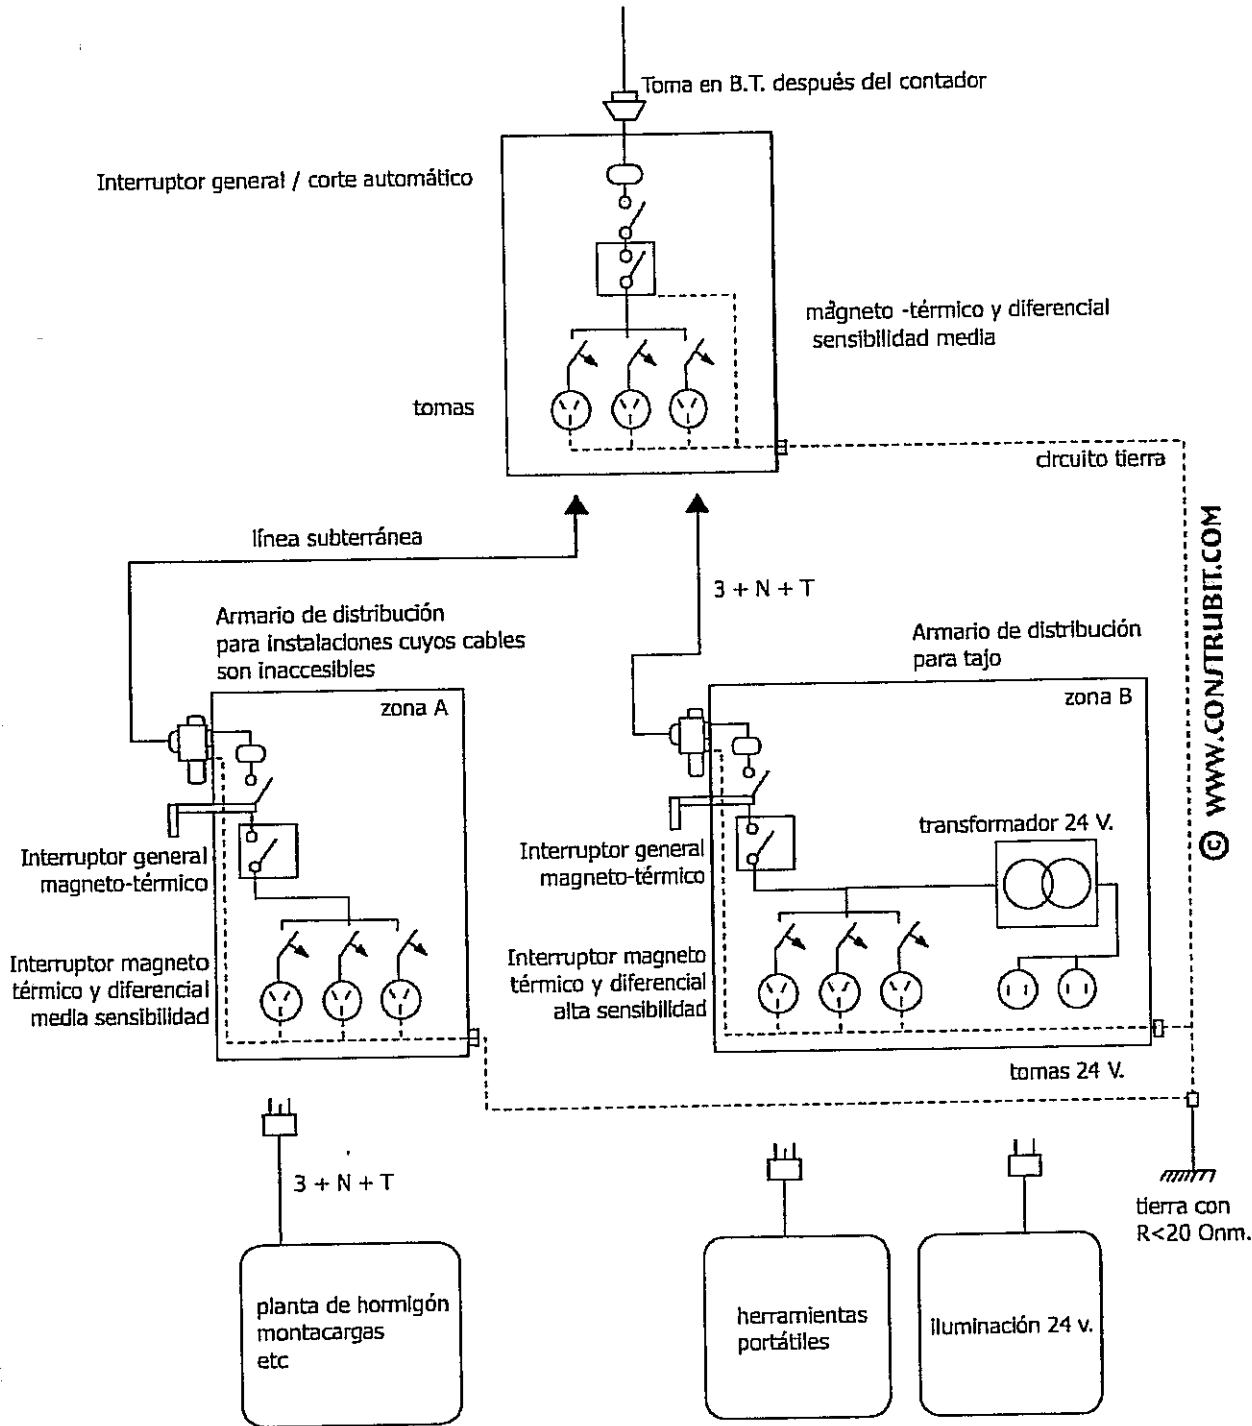 Toma en B.T. después del contador
Interruptor general / corte automático
mágneto -térmico y diferencial
sensibilidad media
tomas
circuito tierra
línea subterránea
3 + N + T
Armario de distribución
para instalaciones cuyos cables
son inaccesibles
Armario de distribución
para tajo
zona A
zona B
© WWW.CONSTRUBIT.COM
transformador 24 V.
Interruptor general
magneto-térmico
Interruptor general
magneto-térmico
Interruptor magneto
térmico y diferencial
media sensibilidad
Interruptor magneto
térmico y diferencial
alta sensibilidad
tomas 24 V.
3 + N + T
tierra con
R<20 Onm.
planta de hormigón
montacargas
etc
herramientas
portátiles
iluminación 24 v.